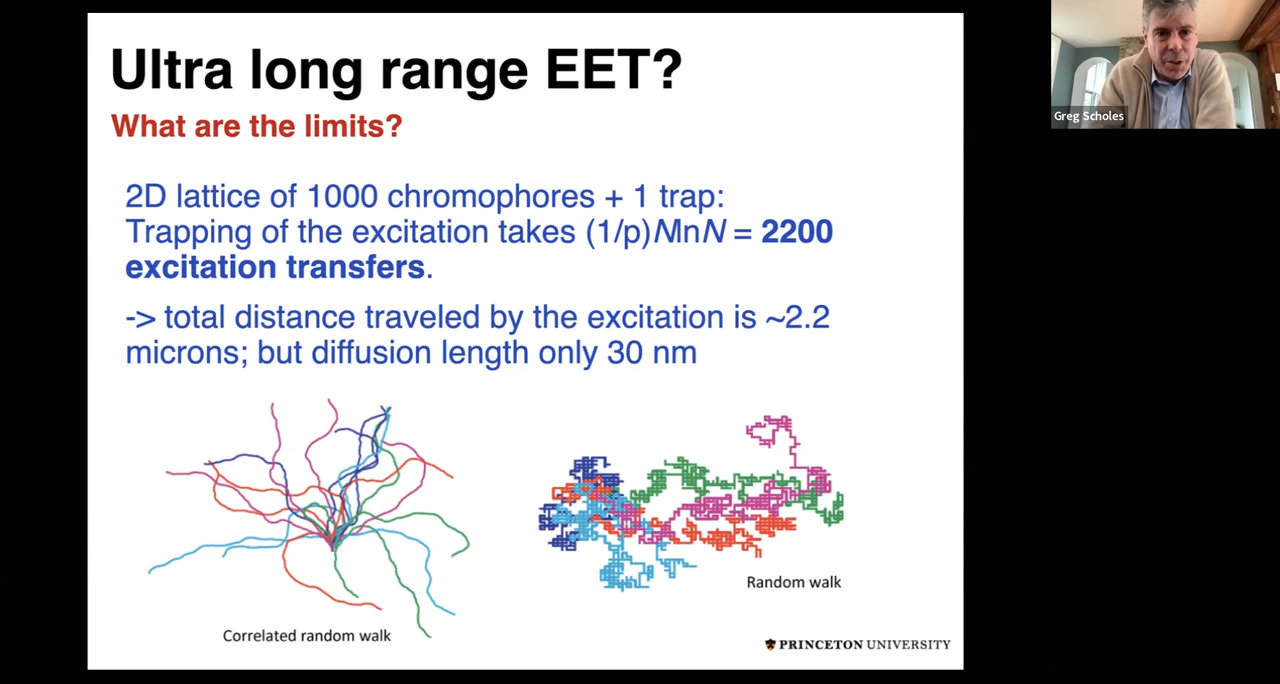 Ultra long range EET?
What are the limits?
2D lattice of 1000 chromophores + 1 trap:
Trapping of the excitation takes (1/p)NlnN = 2200
excitation transfers.
-> total distance traveled by the excitation is ~2.2
microns; but diffusion length only 30 nm
Correlated random walk
Random walk
PRINCETON UNIVERSITY
Greg Scholes